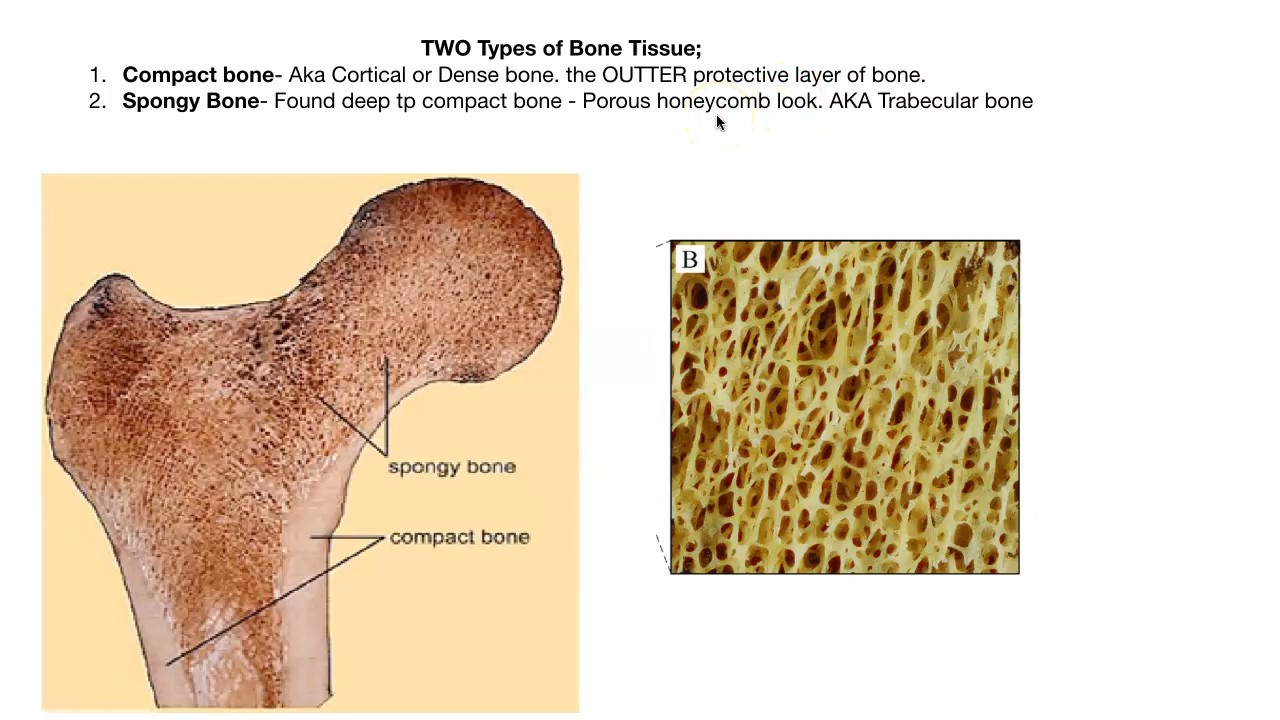 TWO Types of Bone Tissue;
1. Compact bone- Aka Cortical or Dense bone. the OUTTER protective layer of bone.
2. Spongy Bone- Found deep tp compact bone - Porous honeycomb look. AKA Trabecular bone
B
spongy bone
compact bone